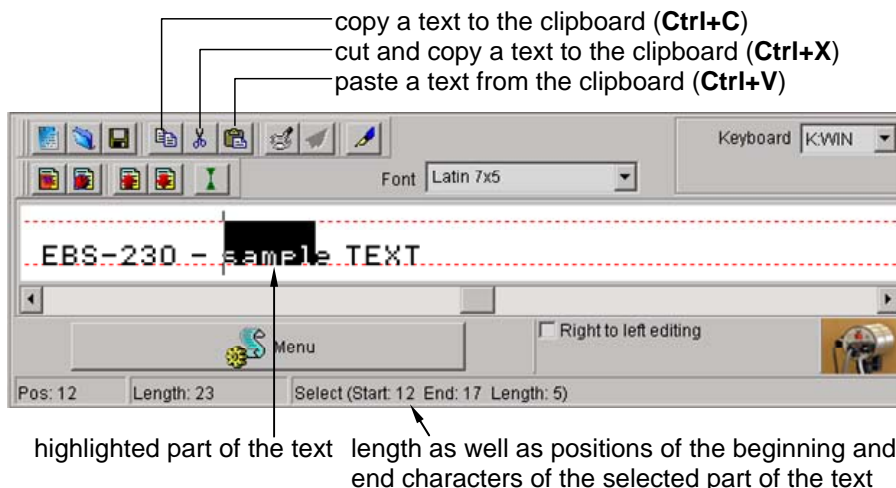 copy a text to the clipboard (Ctrl+C)
cut and copy a text to the clipboard (Ctrl+X)
paste a text from the clipboard (Ctrl+V)
Keyboard K:WIN
Font Latin 7x5
EBS-230 - sample TEXT
Menu
Right to left editing
Pos: 12 Length: 23 Select (Start: 12 End: 17 Length: 5)
highlighted part of the text
length as well as positions of the beginning and
end characters of the selected part of the text